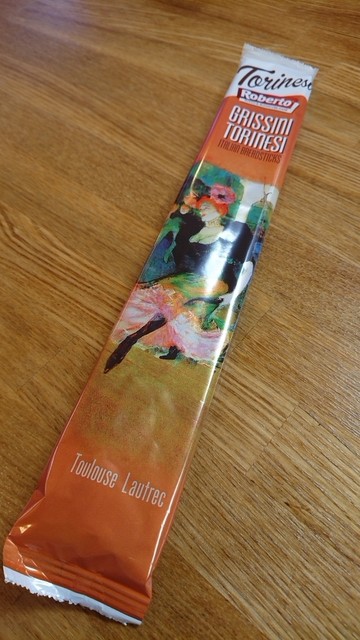 Torinesi
Roberto
GRISSINI
TORINESI
ITALIAN BREADSTICKS
Toulouse Lautrec